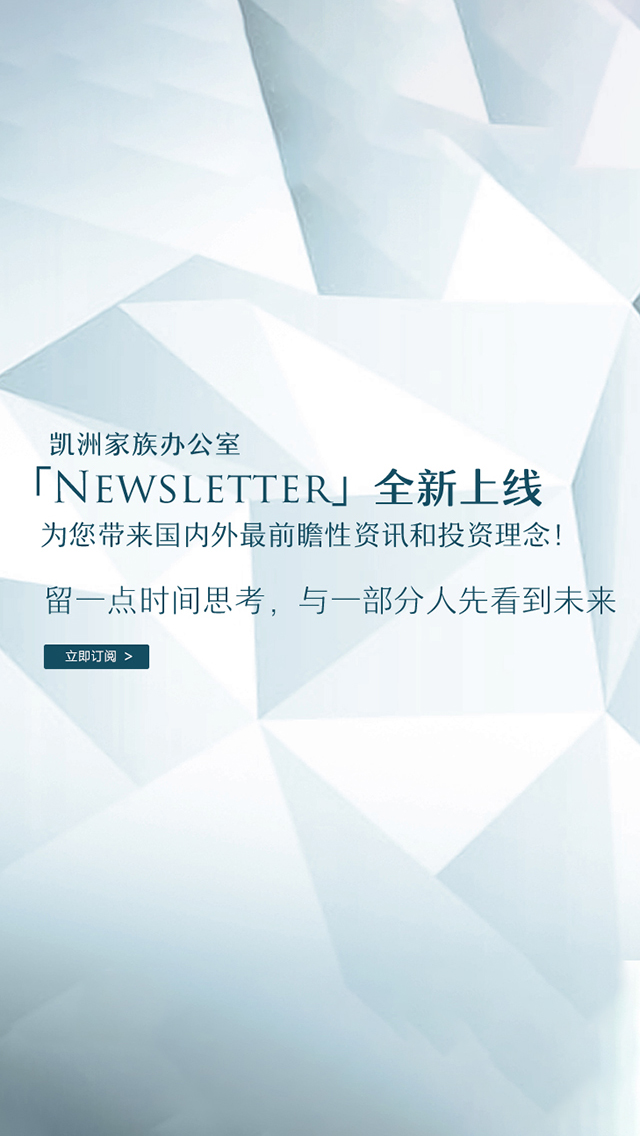 凯洲家族办公室
「NEWSLETTER」全新上线
为您带来国内外最前瞻性资讯和投资理念！
留一点时间思考，与一部分人先看到未来
立即订阅 >